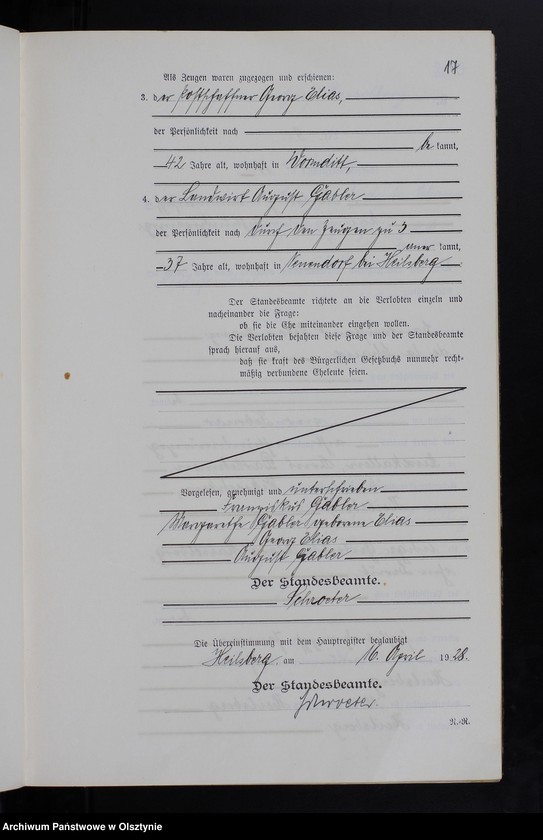 17
Als Zeugen waren zugezogen und erschienen:
3. der Postschaffner Georg Elias,
der Persönlichkeit nach
be kannt,
42 Jahre alt, wohnhaft in Wormditt,
4. der Landwirt August Gabler
der Persönlichkeit nach durch den Zeugen zu 3
aner kannt,
37 Jahre alt, wohnhaft in Neuendorf bei Heilsberg
Der Standesbeamte richtete an die Verlobten einzeln und
nacheinander die Frage:
ob sie die Ehe miteinander eingehen wollen.
Die Verlobten bejahten diese Frage und der Standesbeamte
sprach hierauf aus,
daß sie kraft des Bürgerlichen Gesetzbuchs nunmehr recht-
mäßig verbundene Eheleute seien.
Vorgelesen, genehmigt und unterschrieben
Franziskus Gabler
Margarethe Gabler geborene Elias
Georg Elias
August Gabler
Der Standesbeamte.
Schroeter
Die Übereinstimmung mit dem Hauptregister beglaubigt
Heilsberg am 16. April 1928.
Der Standesbeamte.
Schroeter.
R.-R.
Archiwum Państwowe w Olsztynie